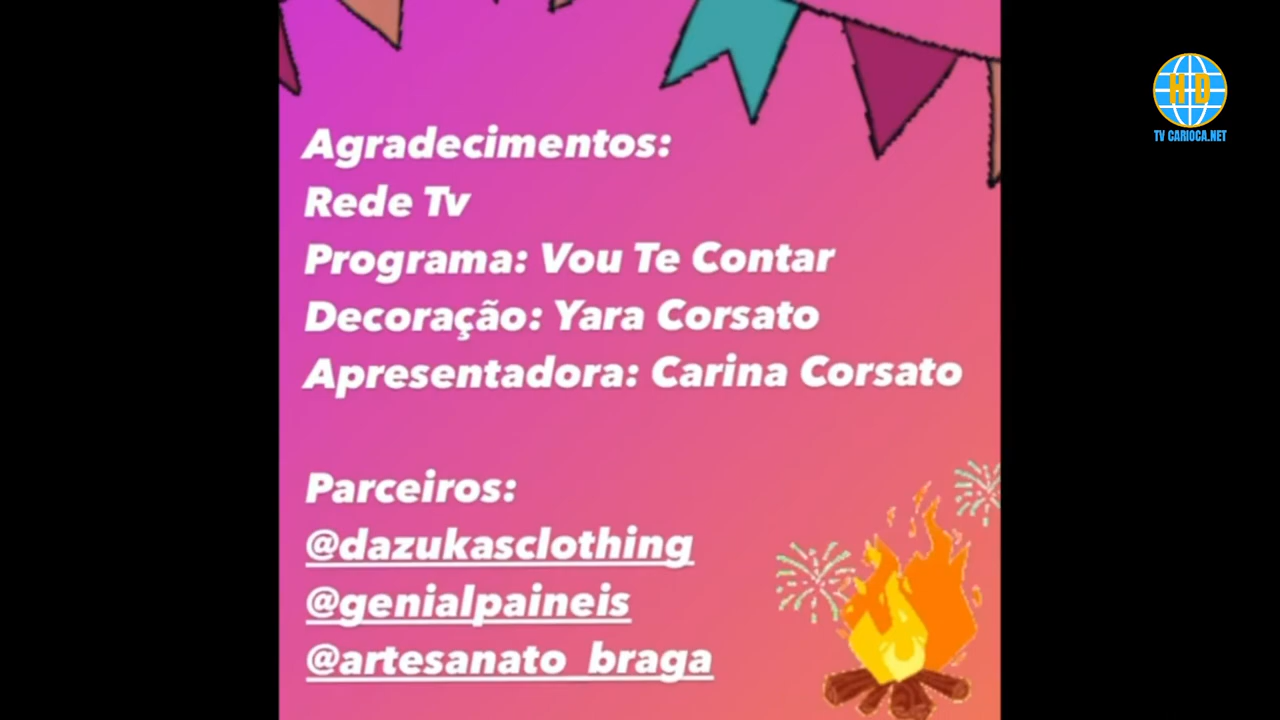 Agradecimentos:
Rede Tv
Programa: Vou Te Contar
Decoração: Yara Corsato
Apresentadora: Carina Corsato
Parceiros:
@dazukasclothing
@genialpaineis
@artesanato_braga
HD
TV CARIOCA.NET